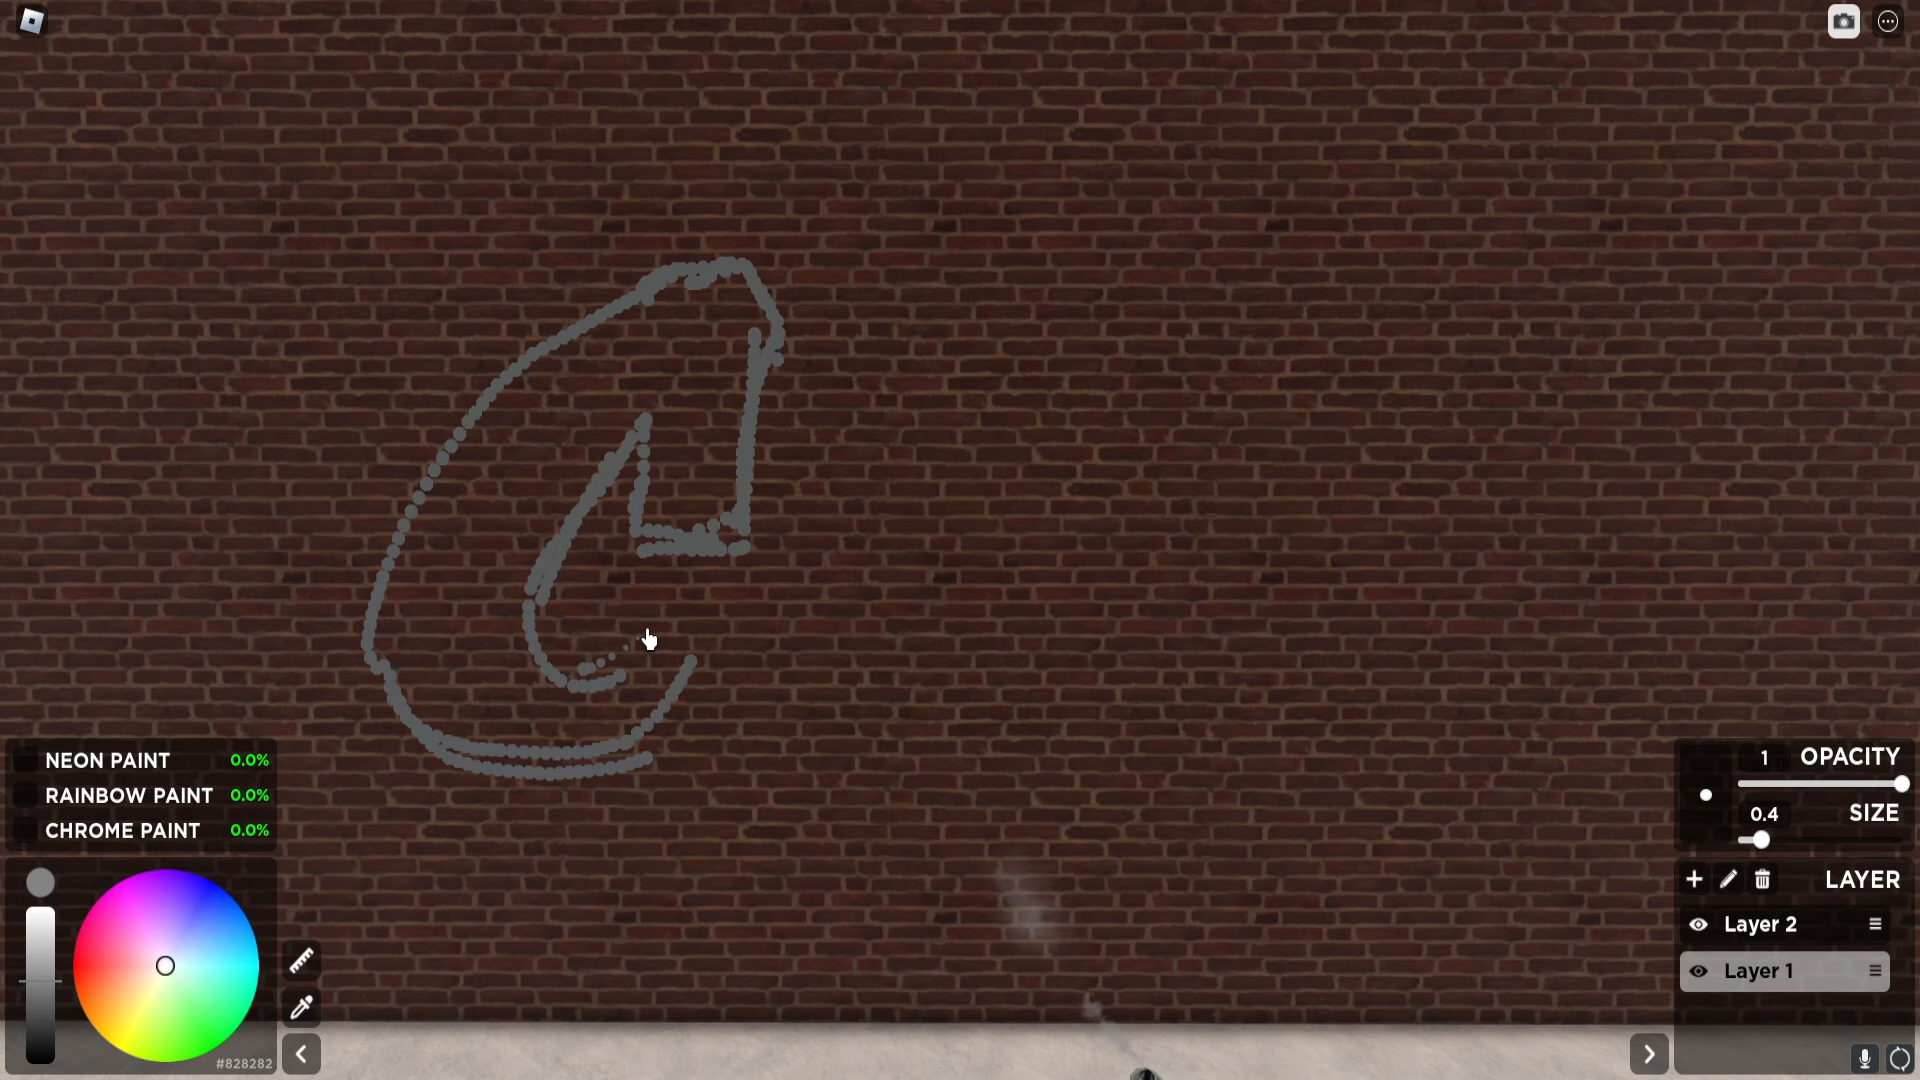 NEON PAINT 0.0%
RAINBOW PAINT 0.0%
CHROME PAINT 0.0%
#828282
1 OPACITY
0.4 SIZE
LAYER
Layer 2
Layer 1